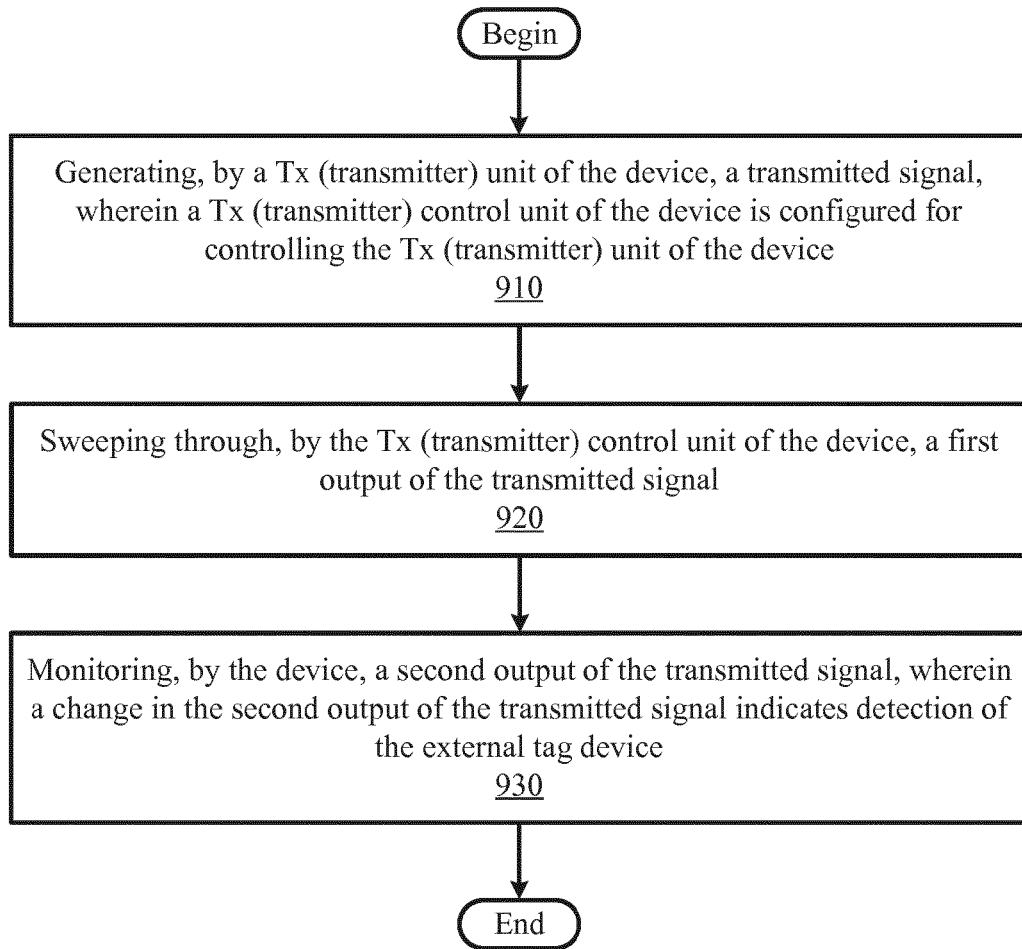 Begin
Generating, by a Tx (transmitter) unit of the device, a transmitted signal,
wherein a Tx (transmitter) control unit of the device is configured for
controlling the Tx (transmitter) unit of the device
910
Sweeping through, by the Tx (transmitter) control unit of the device, a first
output of the transmitted signal
920
Monitoring, by the device, a second output of the transmitted signal, wherein
a change in the second output of the transmitted signal indicates detection of
the external tag device
930
End